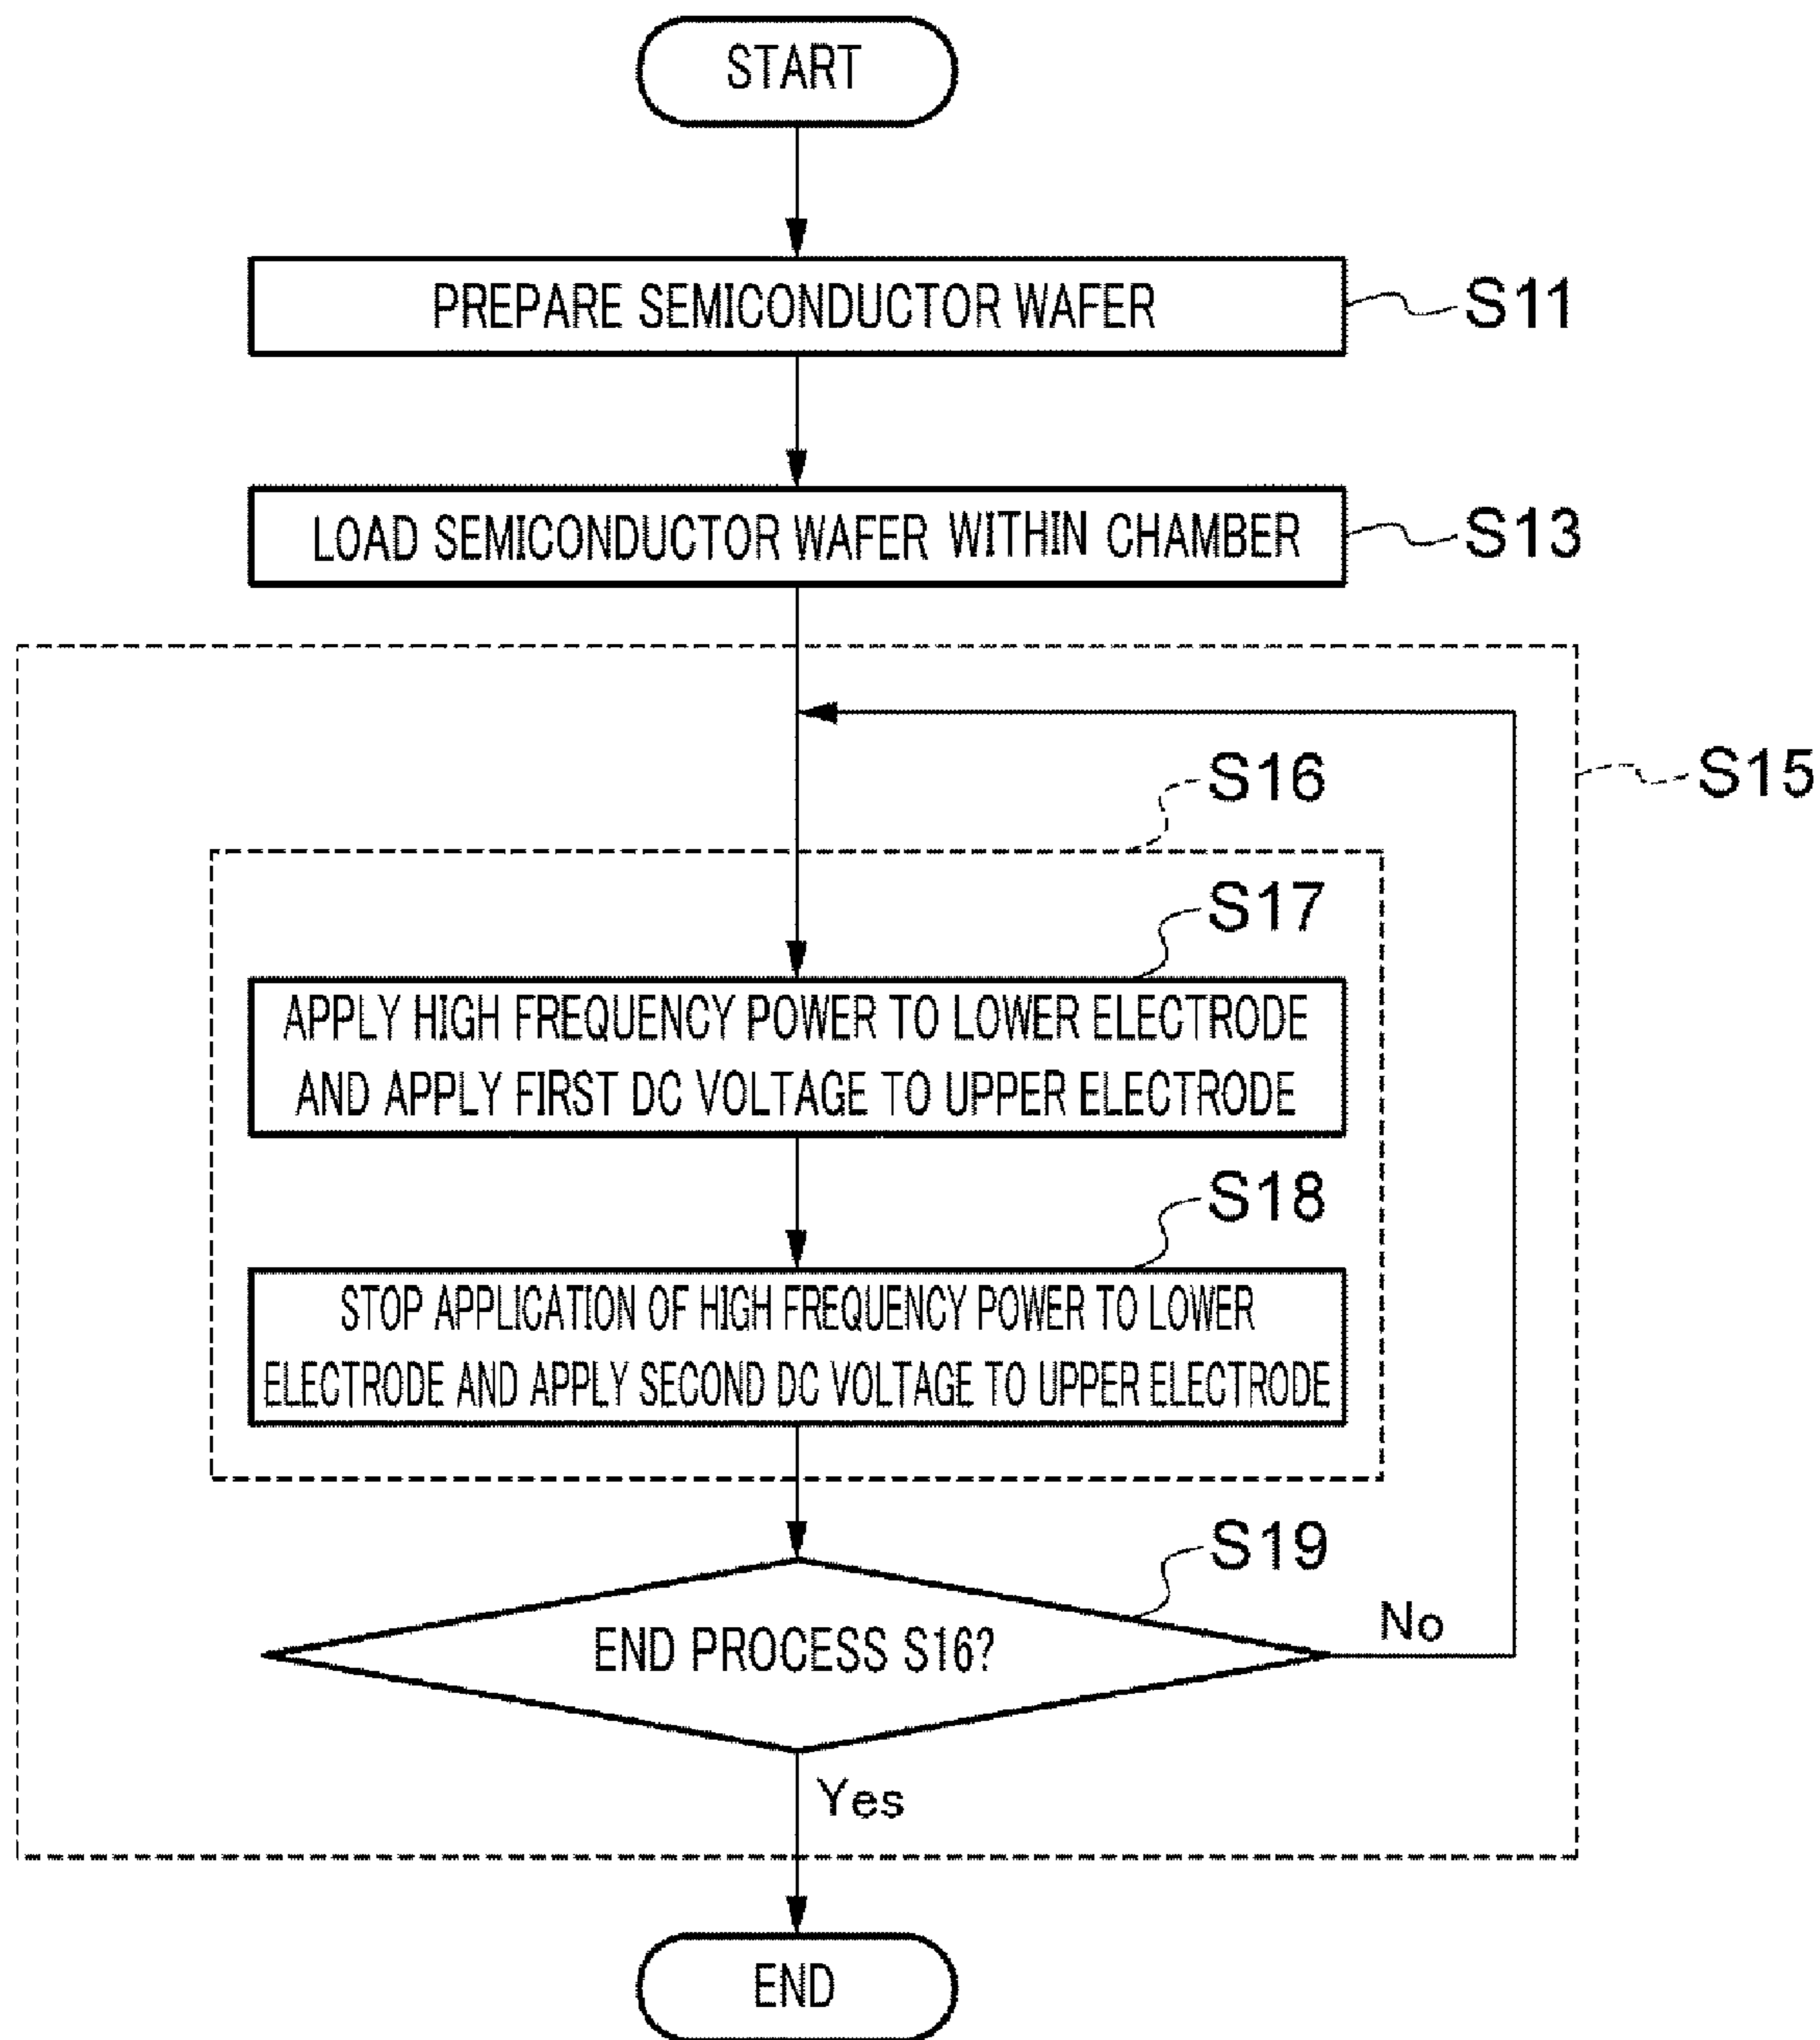 START
PREPARE SEMICONDUCTOR WAFER
S11
LOAD SEMICONDUCTOR WAFER WITHIN CHAMBER
S13
S15
S16
S17
APPLY HIGH FREQUENCY POWER TO LOWER ELECTRODE
AND APPLY FIRST DC VOLTAGE TO UPPER ELECTRODE
S18
STOP APPLICATION OF HIGH FREQUENCY POWER TO LOWER
ELECTRODE AND APPLY SECOND DC VOLTAGE TO UPPER ELECTRODE
S19
END PROCESS S16?
No
Yes
END